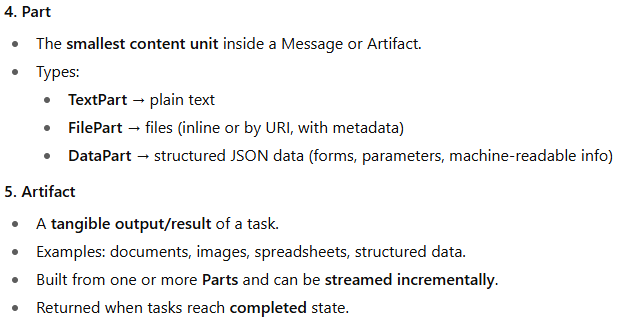 4. Part
• The smallest content unit inside a Message or Artifact.
• Types:
• TextPart → plain text
• FilePart → files (inline or by URI, with metadata)
• DataPart → structured JSON data (forms, parameters, machine-readable info)
5. Artifact
• A tangible output/result of a task.
• Examples: documents, images, spreadsheets, structured data.
• Built from one or more Parts and can be streamed incrementally.
• Returned when tasks reach completed state.